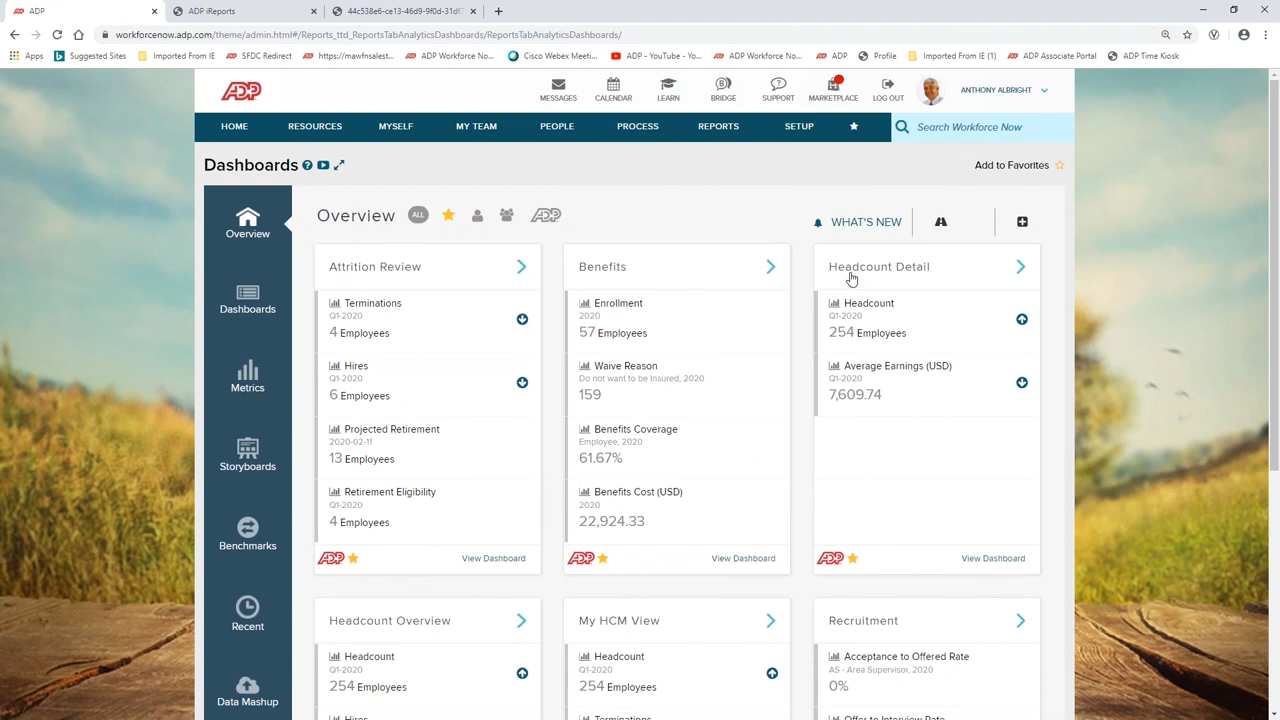 ADP
ADP iReports
44c538e6-ce13-46d9-9f0d-31df7
workforcenow.adp.com/theme/admin.html#/Reports_ttd_ReportsTabAnalyticsDashboards/ReportsTabAnalyticsDashboards/
Apps Suggested Sites Imported From IE SFDC Redirect https://mawfnsalest... ADP Workforce No... Cisco Webex Meeti... ADP - YouTube - Yo... ADP Workforce No... ADP Profile Imported From IE (1) ADP Associate Portal ADP Time Kiosk
ADP MESSAGES CALENDAR LEARN BRIDGE SUPPORT MARKETPLACE LOG OUT ANTHONY ALBRIGHT
HOME RESOURCES MYSELF MY TEAM PEOPLE PROCESS REPORTS SETUP Search Workforce Now
Dashboards
Add to Favorites
Overview
Dashboards
Metrics
Storyboards
Benchmarks
Recent
Data Mashup
Overview ALL ADP WHAT'S NEW
Attrition Review
Terminations
Q1-2020
4 Employees
Hires
Q1-2020
6 Employees
Projected Retirement
2020-02-11
13 Employees
Retirement Eligibility
Q1-2020
4 Employees
ADP View Dashboard
Benefits
Enrollment
2020
57 Employees
Waive Reason
Do not want to be Insured, 2020
159
Benefits Coverage
Employee, 2020
61.67%
Benefits Cost (USD)
2020
22,924.33
ADP View Dashboard
Headcount Detail
Headcount
Q1-2020
254 Employees
Average Earnings (USD)
Q1-2020
7,609.74
ADP View Dashboard
Headcount Overview
Headcount
Q1-2020
254 Employees
Hires
My HCM View
Headcount
Q1-2020
254 Employees
Terminations
Recruitment
Acceptance to Offered Rate
AS - Area Supervisor, 2020
0%
Offer to Interview Rate